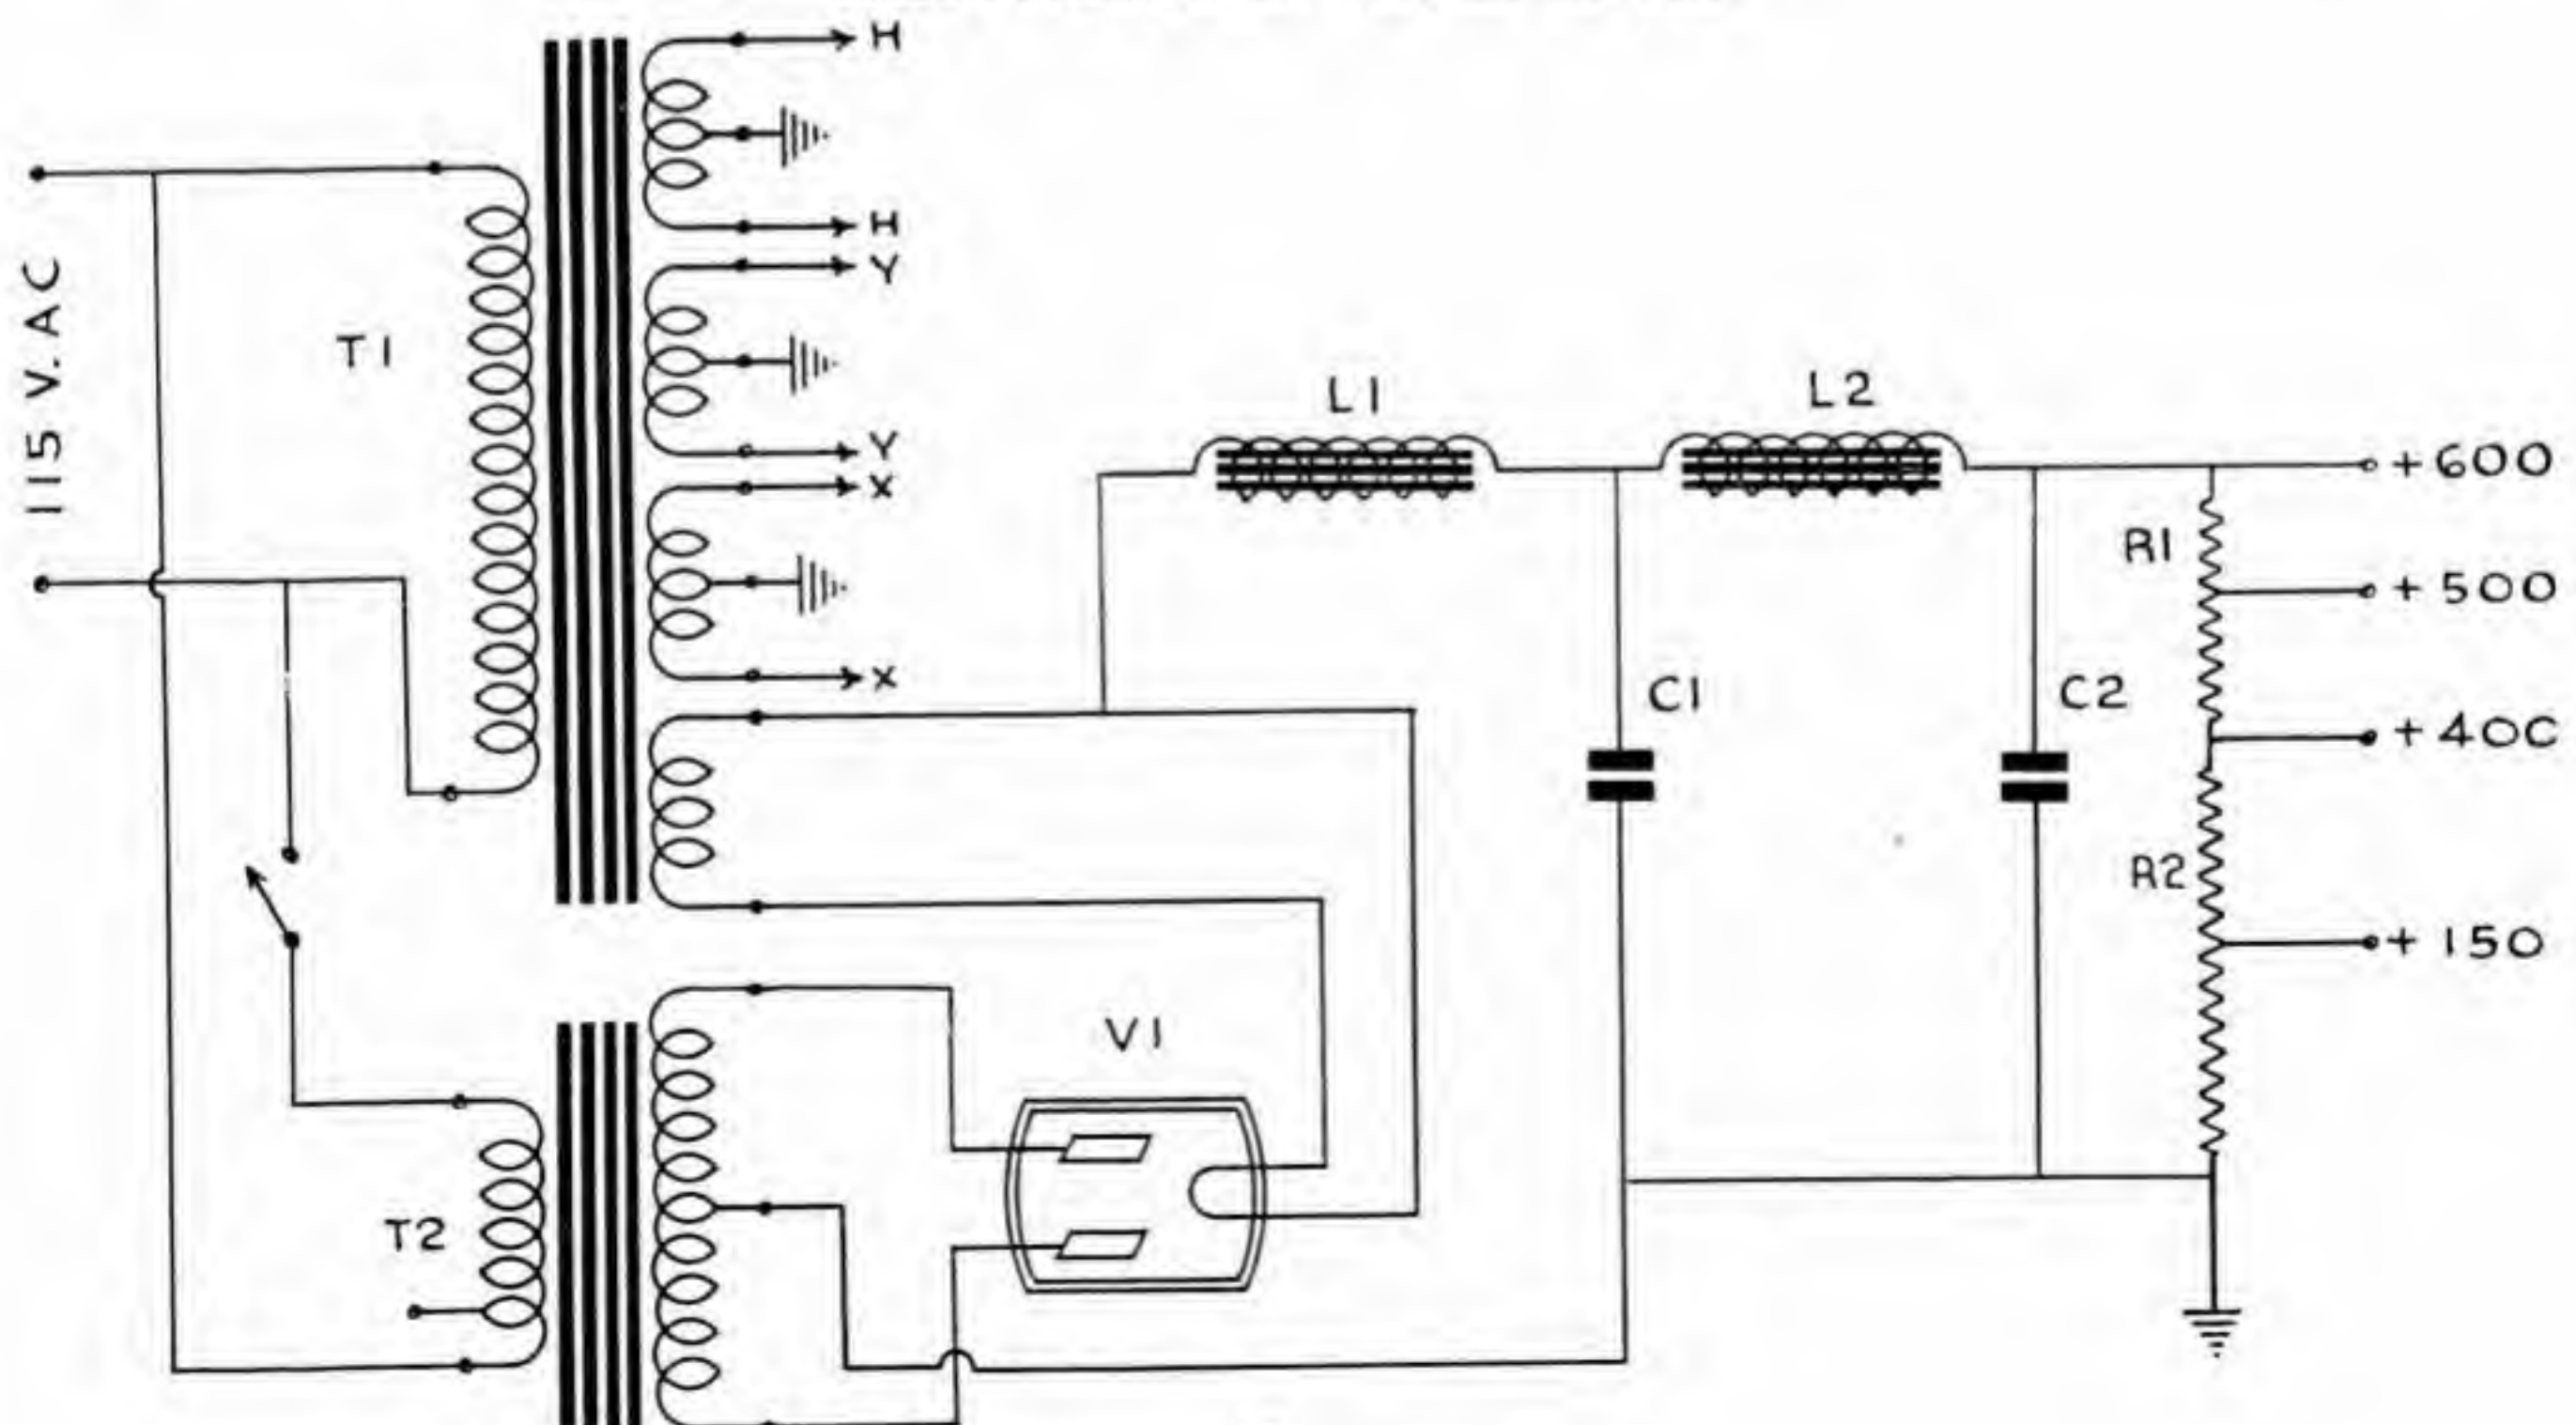 H
H
Y
115 V. AC
T1
Y
X
L1
L2
+600
R1
+500
X
C1
C2
+40C
R2
+150
V1
T2